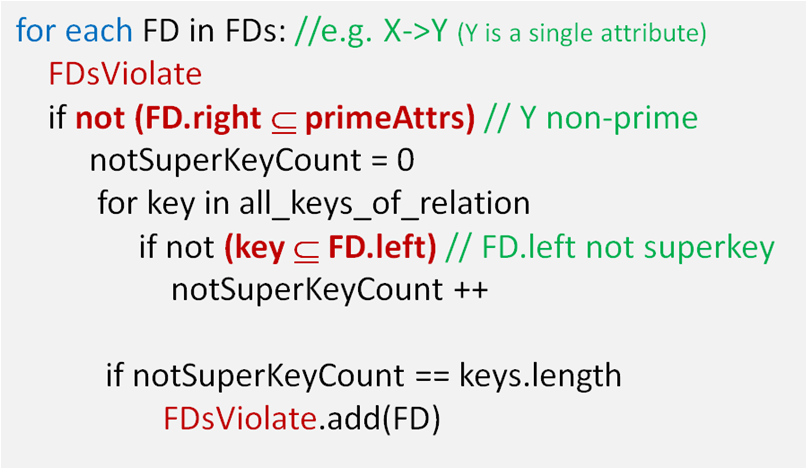 for each FD in FDs: //e.g. X->Y (Y is a single attribute)
FDsViolate
if not (FD.right ⊆ primeAttrs) // Y non-prime
notSuperKeyCount = 0
for key in all_keys_of_relation
if not (key ⊆ FD.left) // FD.left not superkey
notSuperKeyCount ++
if notSuperKeyCount == keys.length
FDsViolate.add(FD)